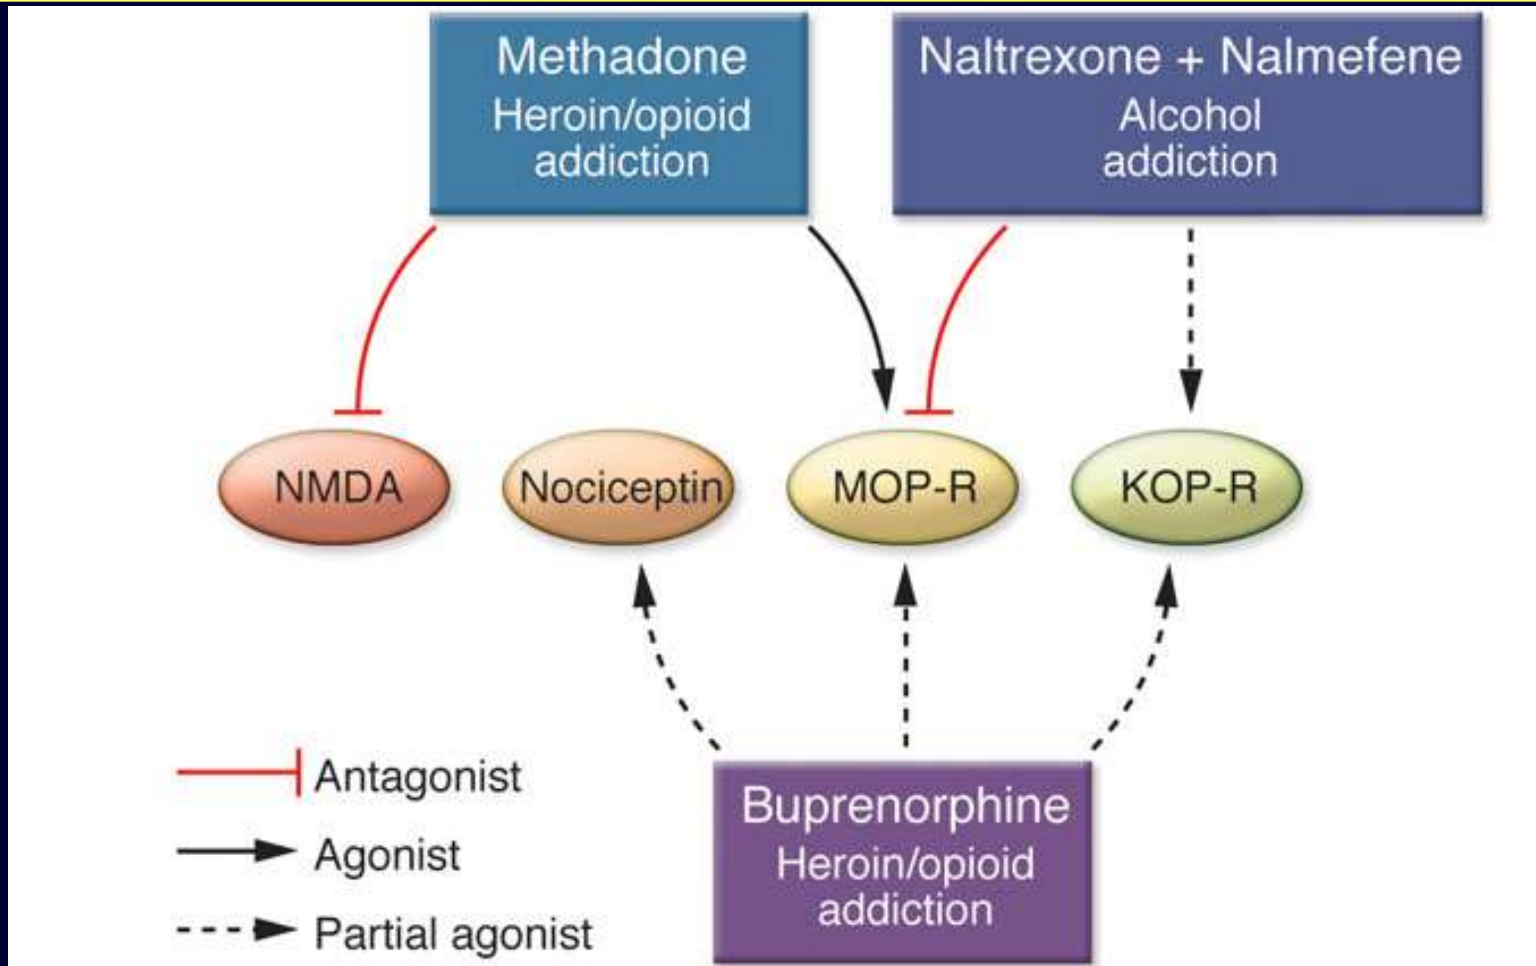 Methadone
Heroin/opioid
addiction
Naltrexone + Nalmefene
Alcohol
addiction
NMDA
Nociceptin
MOP-R
KOP-R
Antagonist
Agonist
Partial agonist
Buprenorphine
Heroin/opioid
addiction